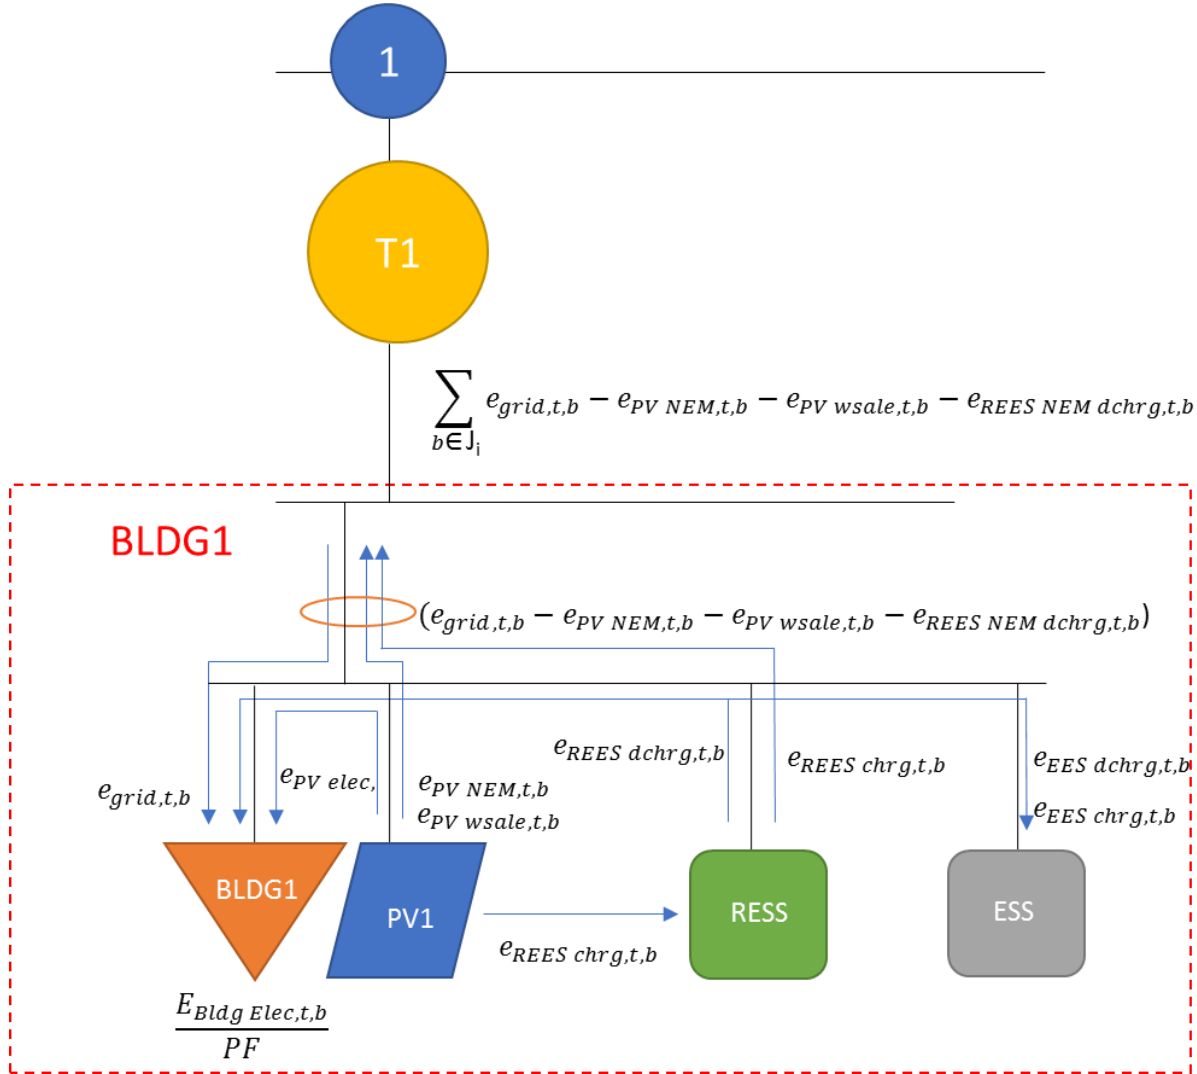 1
T1
∑ e_{grid,t,b} − e_{PV NEM,t,b} − e_{PV wsale,t,b} − e_{REES NEM dchrg,t,b}
b∈J_i
BLDG1
(e_{grid,t,b} − e_{PV NEM,t,b} − e_{PV wsale,t,b} − e_{REES NEM dchrg,t,b})
e_{grid,t,b}
e_{PV elec,}
e_{PV NEM,t,b}
e_{PV wsale,t,b}
e_{REES dchrg,t,b}
e_{REES chrg,t,b}
e_{EES dchrg,t,b}
e_{EES chrg,t,b}
BLDG1
PV1
e_{REES chrg,t,b}
RESS
ESS
E_{Bldg Elec,t,b}
PF